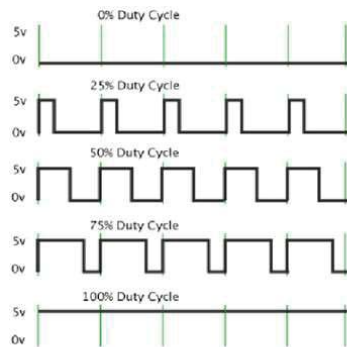 0% Duty Cycle
5v
0v
25% Duty Cycle
5v
0v
50% Duty Cycle
5v
0v
75% Duty Cycle
5v
0v
100% Duty Cycle
5v
0v